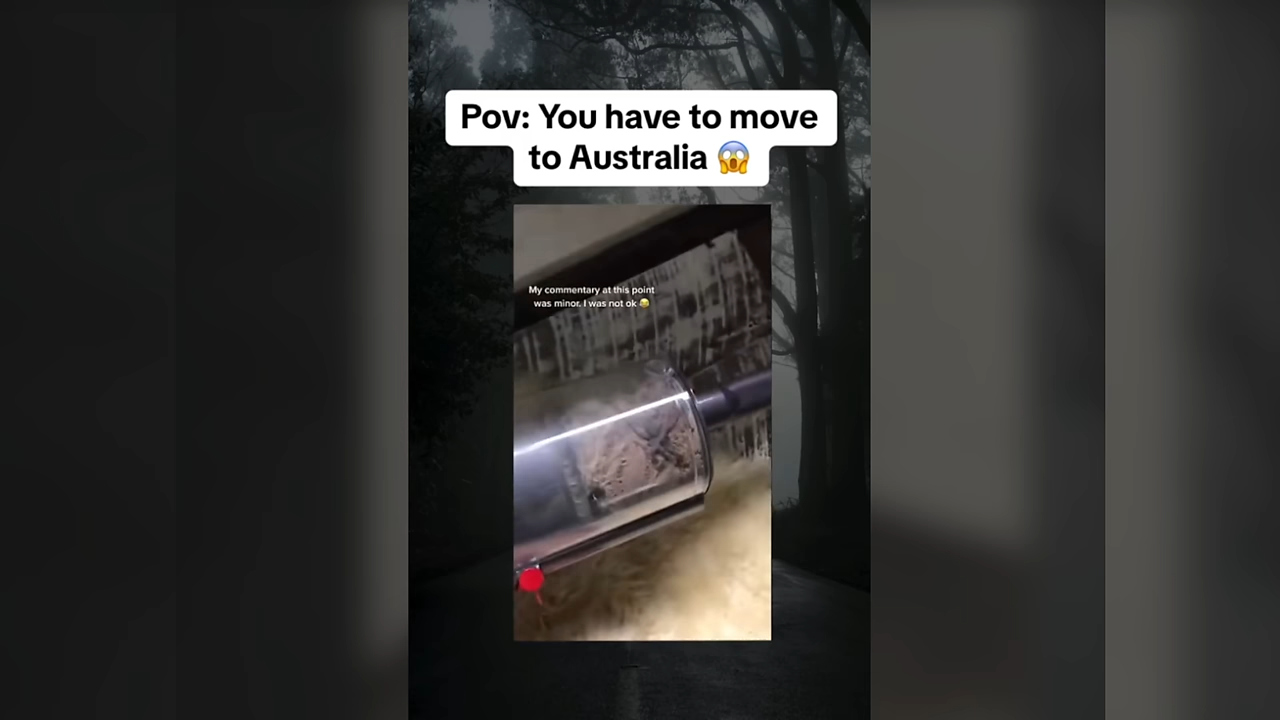 Pov: You have to move
to Australia 😱
My commentary at this point
was minor. I was not ok 😂